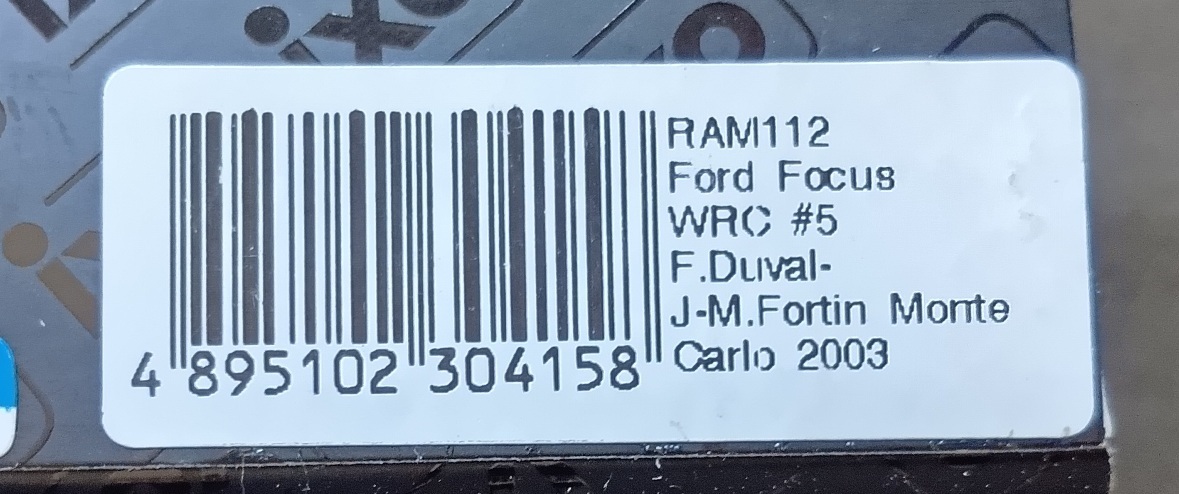 RAM112
Ford Focus
WRC #5
F.Duval-
J-M.Fortin Monte
Carlo 2003
4 895102 304158